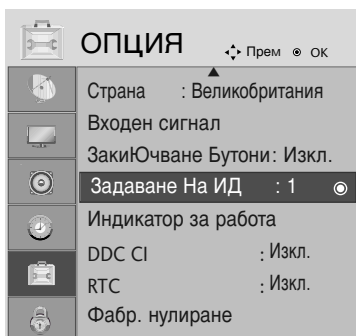 ОПЦИЯ
Прем ОК
Страна : Великобритания
Входен сигнал
ЗакиЮчване Бутони: Изкл.
Задаване На ИД : 1
Индикатор за работа
DDC CI : Изкл.
RTC : Изкл.
Фабр. нулиране